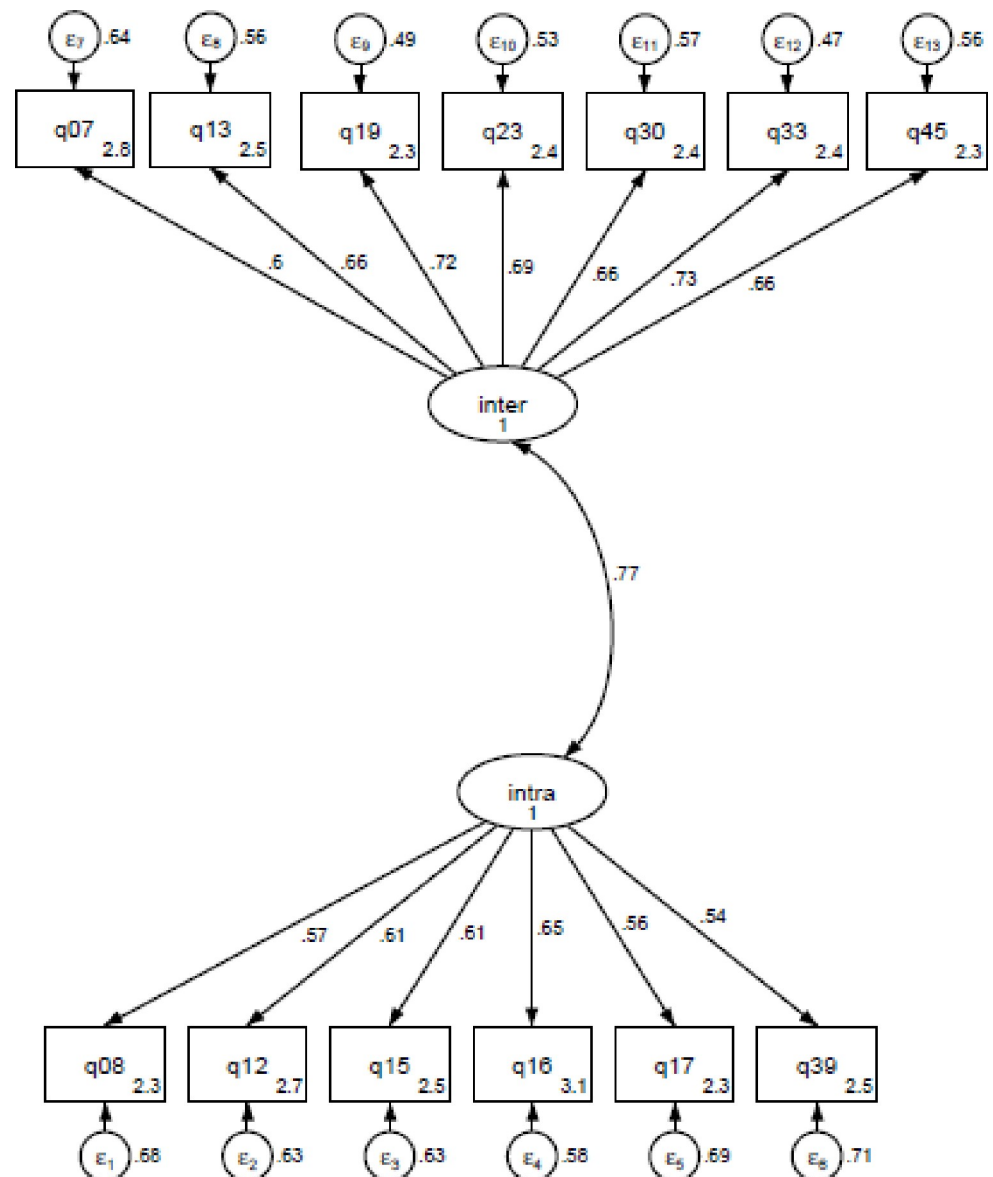 ε7 .64 ε8 .56 ε9 .49 ε10 .53 ε11 .57 ε12 .47 ε13 .56
q07 q13 q19 q23 q30 q33 q45
2.8 2.5 2.3 2.4 2.4 2.4 2.3
.6 .66 .72 .69 .66 .73 .66
inter
1
.77
intra
1
.57 .61 .61 .65 .56 .54
q08 q12 q15 q16 q17 q39
2.3 2.7 2.5 3.1 2.3 2.5
ε1 .68 ε2 .63 ε3 .63 ε4 .58 ε5 .69 ε6 .71